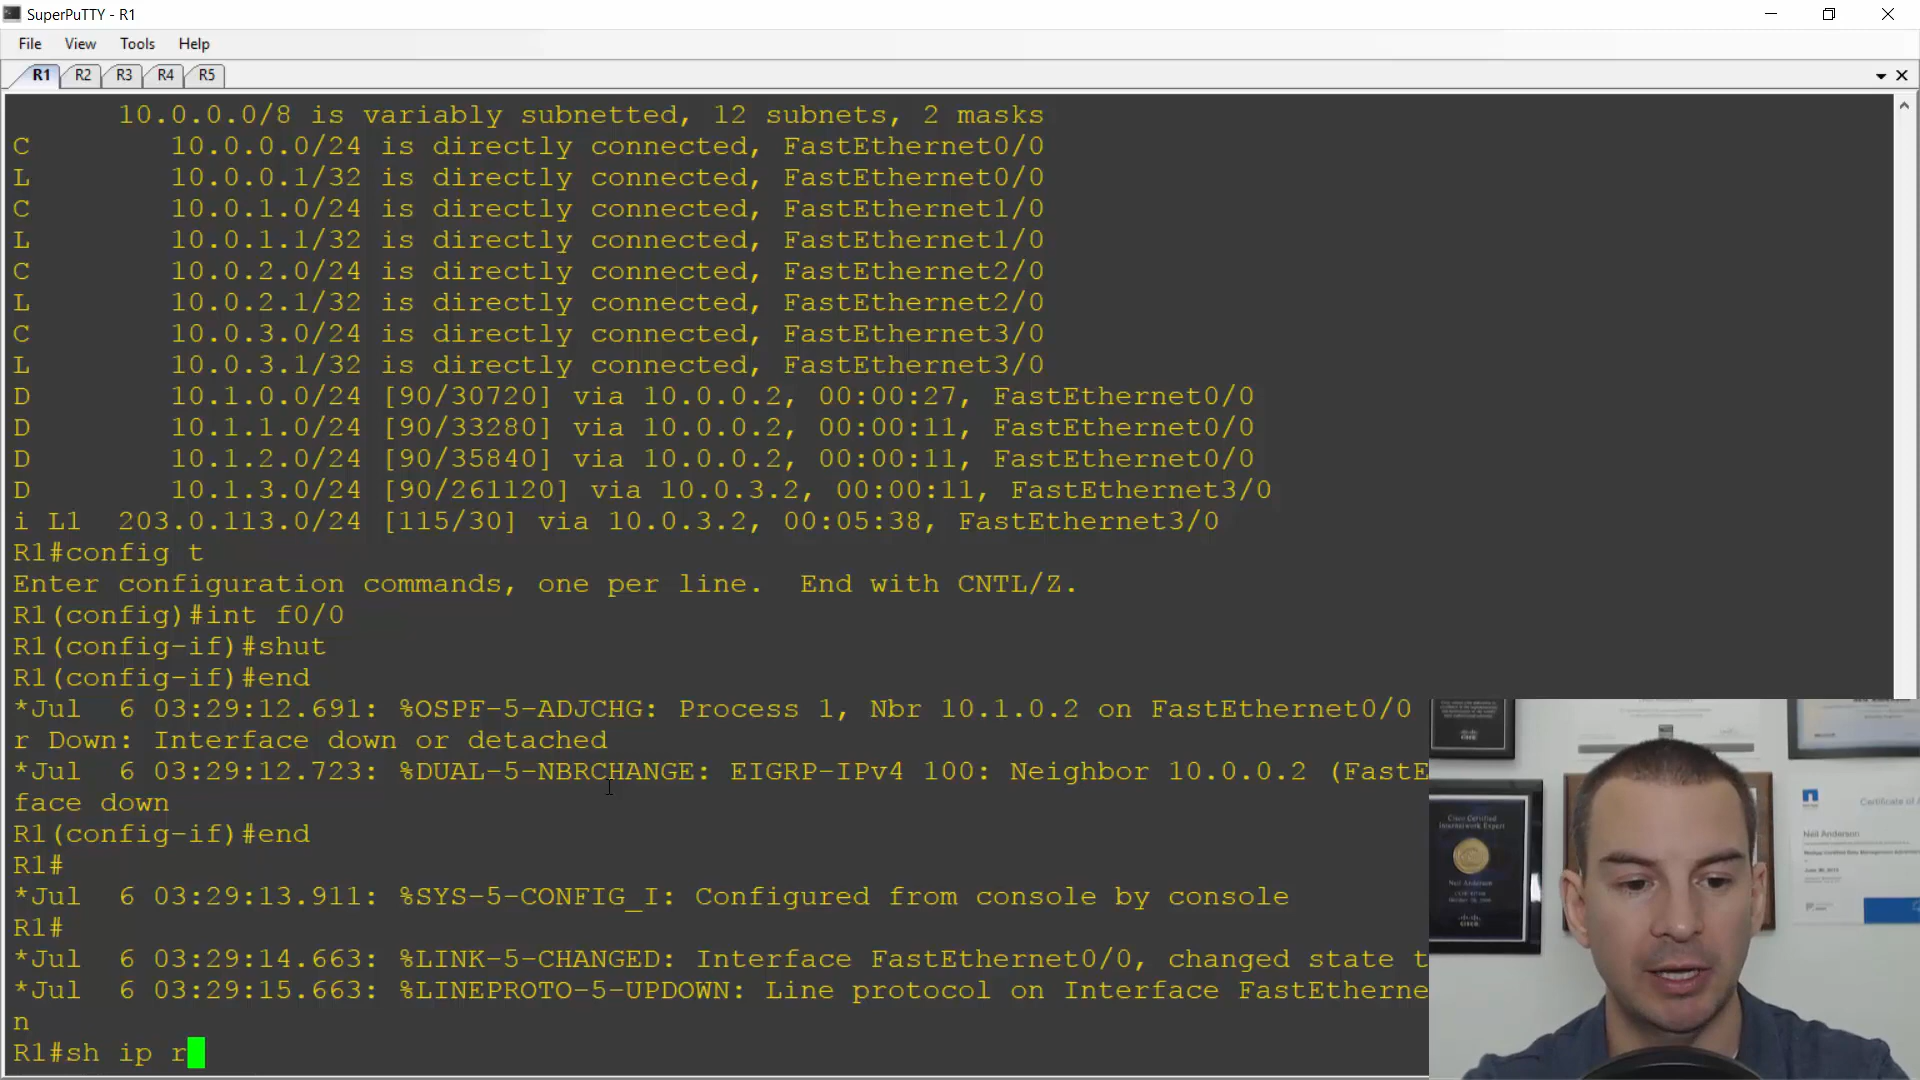 SuperPuTTY - R1
File View Tools Help
R1 R2 R3 R4 R5
10.0.0.0/8 is variably subnetted, 12 subnets, 2 masks
C 10.0.0.0/24 is directly connected, FastEthernet0/0
L 10.0.0.1/32 is directly connected, FastEthernet0/0
C 10.0.1.0/24 is directly connected, FastEthernet1/0
L 10.0.1.1/32 is directly connected, FastEthernet1/0
C 10.0.2.0/24 is directly connected, FastEthernet2/0
L 10.0.2.1/32 is directly connected, FastEthernet2/0
C 10.0.3.0/24 is directly connected, FastEthernet3/0
L 10.0.3.1/32 is directly connected, FastEthernet3/0
D 10.1.0.0/24 [90/30720] via 10.0.0.2, 00:00:27, FastEthernet0/0
D 10.1.1.0/24 [90/33280] via 10.0.0.2, 00:00:11, FastEthernet0/0
D 10.1.2.0/24 [90/35840] via 10.0.0.2, 00:00:11, FastEthernet0/0
D 10.1.3.0/24 [90/261120] via 10.0.3.2, 00:00:11, FastEthernet3/0
i L1 203.0.113.0/24 [115/30] via 10.0.3.2, 00:05:38, FastEthernet3/0
R1#config t
Enter configuration commands, one per line. End with CNTL/Z.
R1(config)#int f0/0
R1(config-if)#shut
R1(config-if)#end
*Jul 6 03:29:12.691: %OSPF-5-ADJCHG: Process 1, Nbr 10.1.0.2 on FastEthernet0/0
r Down: Interface down or detached
*Jul 6 03:29:12.723: %DUAL-5-NBRCHANGE: EIGRP-IPv4 100: Neighbor 10.0.0.2 (FastE
face down
R1(config-if)#end
R1#
*Jul 6 03:29:13.911: %SYS-5-CONFIG_I: Configured from console by console
R1#
*Jul 6 03:29:14.663: %LINK-5-CHANGED: Interface FastEthernet0/0, changed state t
*Jul 6 03:29:15.663: %LINEPROTO-5-UPDOWN: Line protocol on Interface FastEtherne
n
R1#sh ip r
Cisco Certified
Internetwork Expert
Neil Anderson
Certificate of A
Neil Anderson